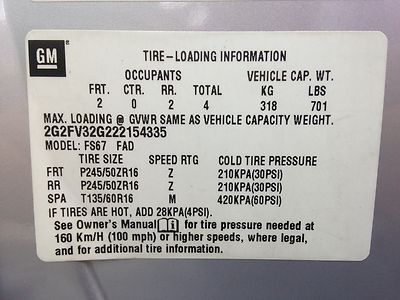 GM ®
TIRE-LOADING INFORMATION
OCCUPANTS VEHICLE CAP. WT.
FRT. CTR. RR. TOTAL KG LBS
2 0 2 4 318 701
MAX. LOADING @ GVWR SAME AS VEHICLE CAPACITY WEIGHT.
2G2FV32G222154335
MODEL: FS67 FAD
TIRE SIZE SPEED RTG COLD TIRE PRESSURE
FRT P245/50ZR16 Z 210KPA(30PSI)
RR P245/50ZR16 Z 210KPA(30PSI)
SPA T135/60R16 M 420KPA(60PSI)
IF TIRES ARE HOT, ADD 28KPA(4PSI).
See Owner's Manual for tire pressure needed at
160 Km/H (100 mph) or higher speeds, where legal,
and for additional tire information.